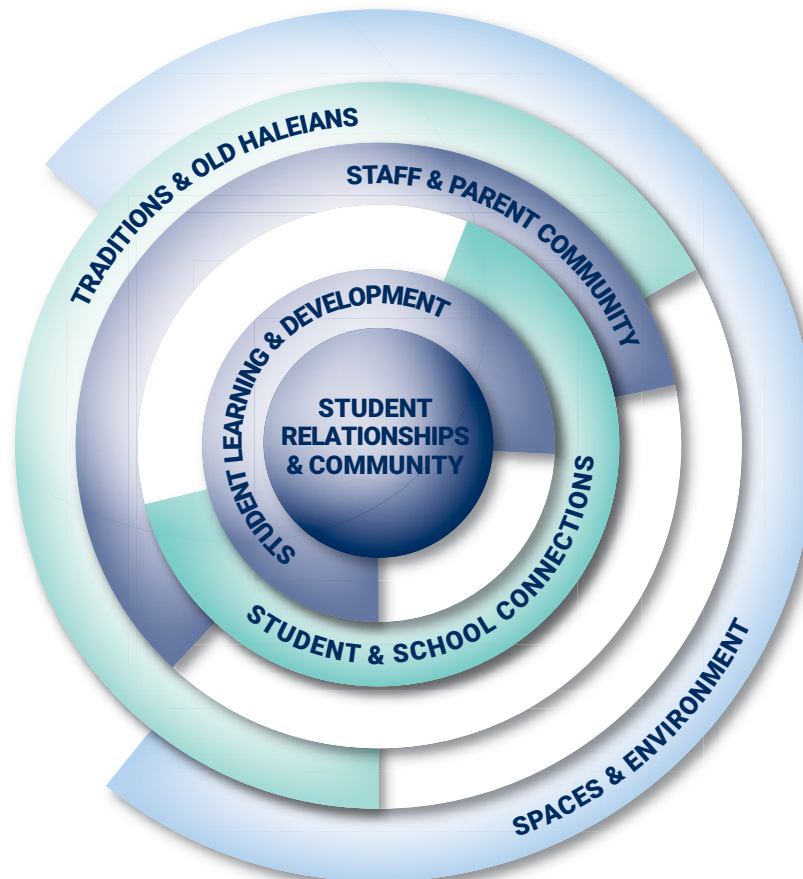 TRADITIONS & OLD HALEIANS
STAFF & PARENT COMMUNITY
STUDENT LEARNING & DEVELOPMENT
STUDENT
RELATIONSHIPS
& COMMUNITY
STUDENT & SCHOOL CONNECTIONS
SPACES & ENVIRONMENT